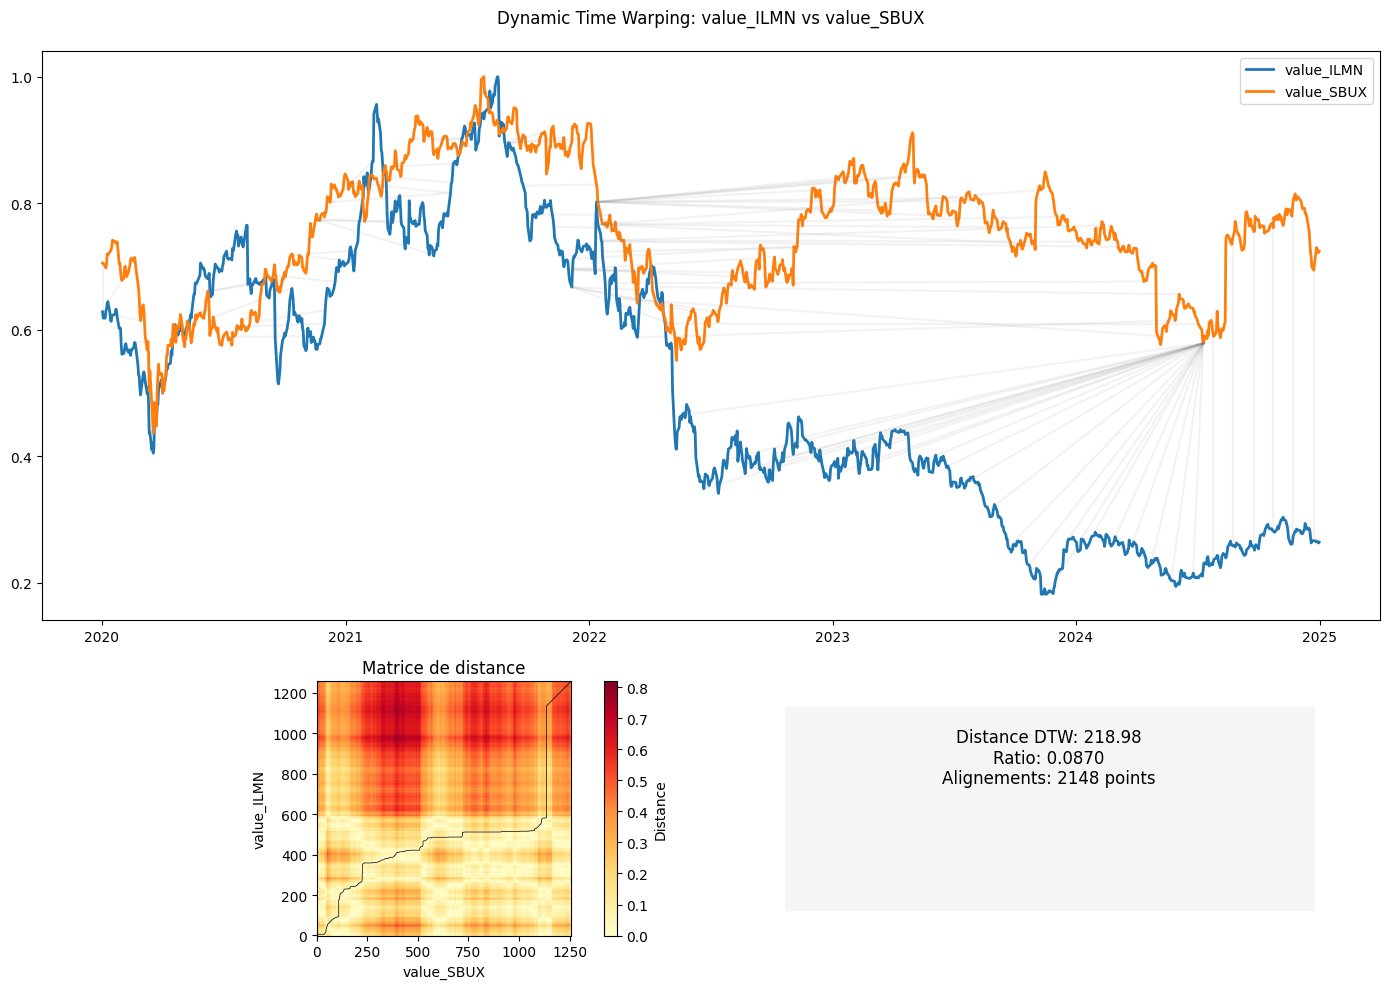 Dynamic Time Warping: value_ILMN vs value_SBUX
value_ILMN
value_SBUX
1.0
0.8
0.6
0.4
0.2
2020 2021 2022 2023 2024 2025
Matrice de distance
value_ILMN
1200
1000
800
600
400
200
0
0 250 500 750 1000 1250
value_SBUX
0.8
0.7
0.6
0.5
0.4
0.3
0.2
0.1
0.0
Distance
Distance DTW: 218.98
Ratio: 0.0870
Alignements: 2148 points